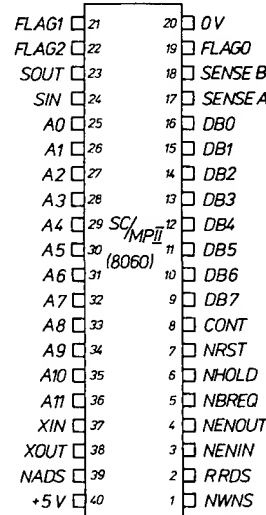 FLAG1 21 20 0V
FLAG2 22 19 FLAG0
SOUT 23 18 SENSE B
SIN 24 17 SENSE A
A0 25 16 DB0
A1 26 15 DB1
A2 27 14 DB2
A3 28 13 DB3
A4 29 SC/MPII 12 DB4
A5 30 (8060) 11 DB5
A6 31 10 DB6
A7 32 9 DB7
A8 33 8 CONT
A9 34 7 NRST
A10 35 6 NHOLD
A11 36 5 NBREQ
XIN 37 4 NENOUT
XOUT 38 3 NENIN
NADS 39 2 RRDS
+5V 40 1 NWNS